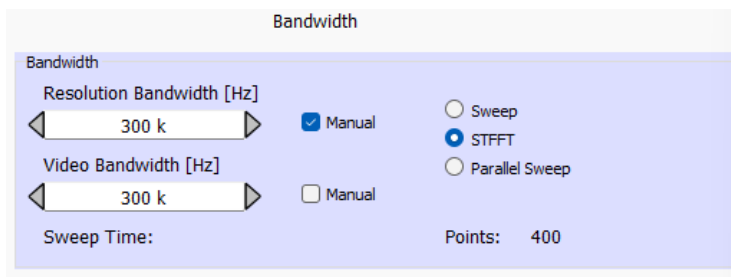 Bandwidth
Bandwidth
Resolution Bandwidth [Hz]
300 k
Manual
Sweep
STFFT
Parallel Sweep
Video Bandwidth [Hz]
300 k
Manual
Sweep Time:
Points: 400